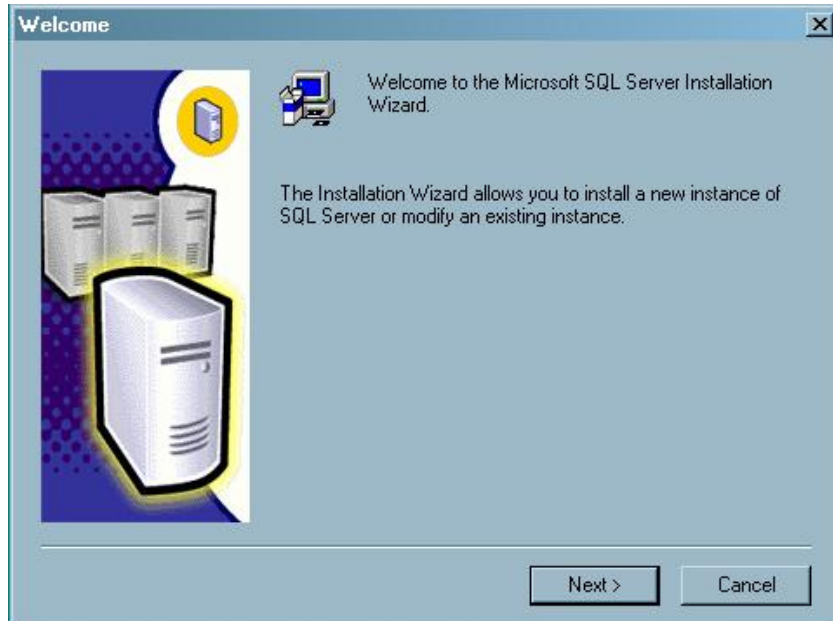 Welcome
Welcome to the Microsoft SQL Server Installation
Wizard.
The Installation Wizard allows you to install a new instance of
SQL Server or modify an existing instance.
Next >
Cancel